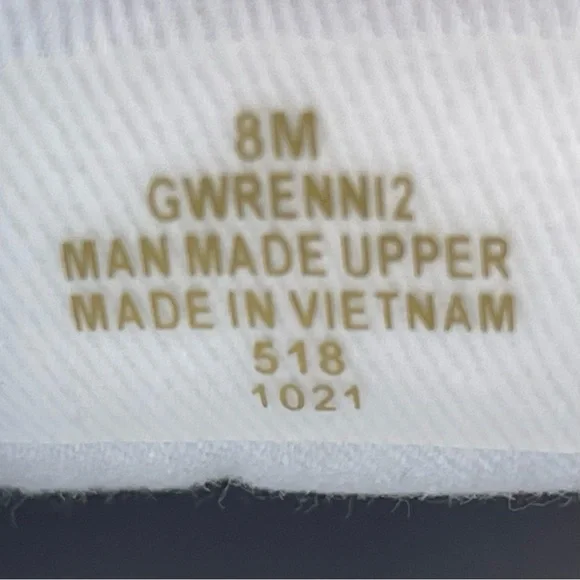 8M
GWRENNI2
MAN MADE UPPER
MADE IN VIETNAM
518
1021